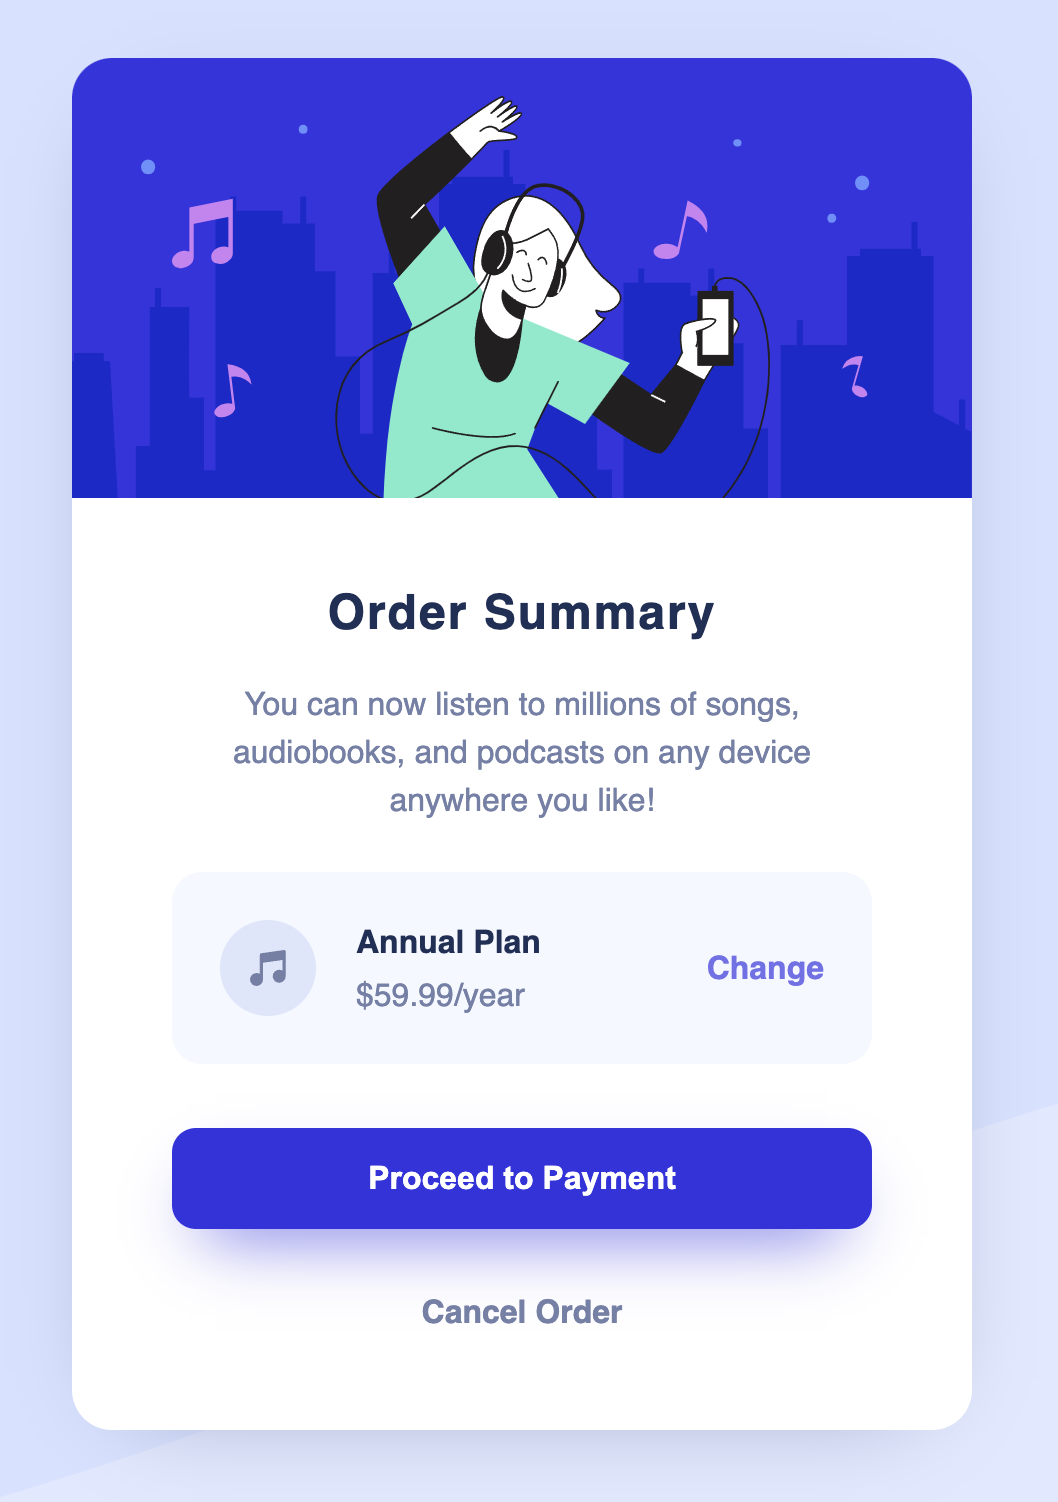 Order Summary
You can now listen to millions of songs,
audiobooks, and podcasts on any device
anywhere you like!
Annual Plan
$59.99/year
Change
Proceed to Payment
Cancel Order